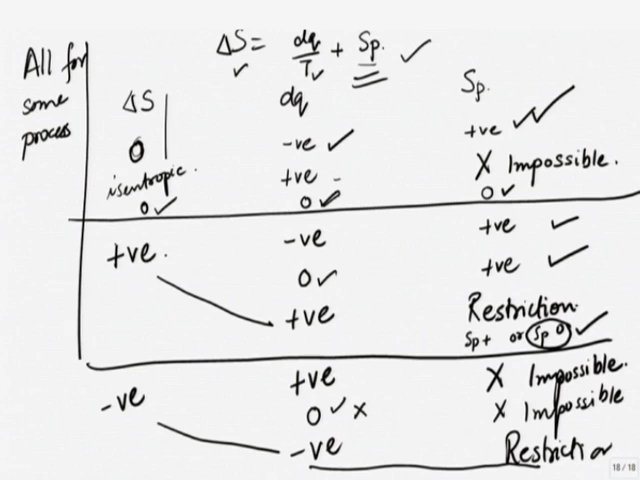 ΔS = dq/Tv + Sp. ✓
✓
All for
some
process
ΔS dq Sp.
0 -ve ✓ +ve ✓✓
isentropic. +ve - X Impossible.
0 ✓ 0 ✓ 0 ✓
+ve. -ve +ve ✓
0 ✓ +ve ✓
+ve Restriction.
Sp+ or Sp 0 ✓
-ve +ve X Impossible.
0 ✓ x X Impossible
-ve Restriction
18 / 18